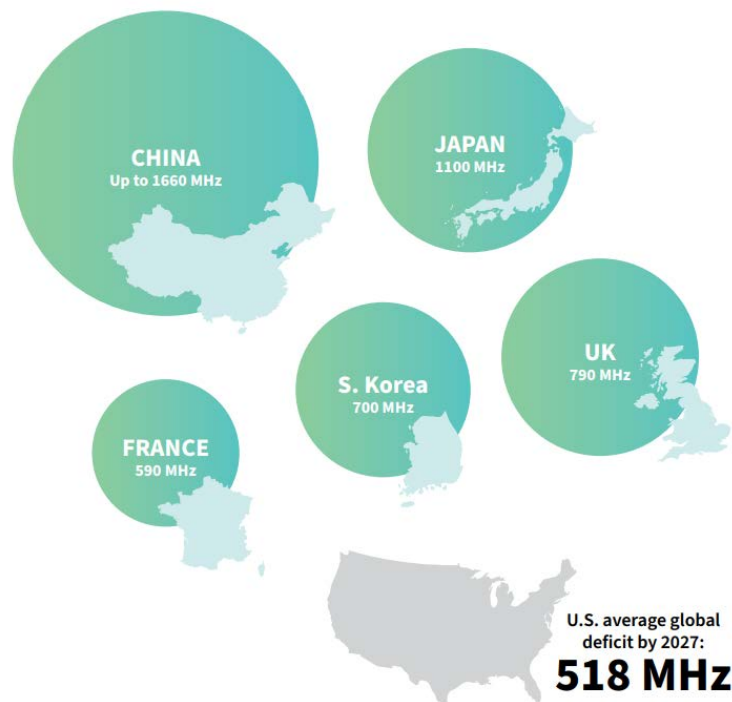 CHINA
Up to 1660 MHz
JAPAN
1100 MHz
UK
790 MHz
S. Korea
700 MHz
FRANCE
590 MHz
U.S. average global
deficit by 2027:
518 MHz